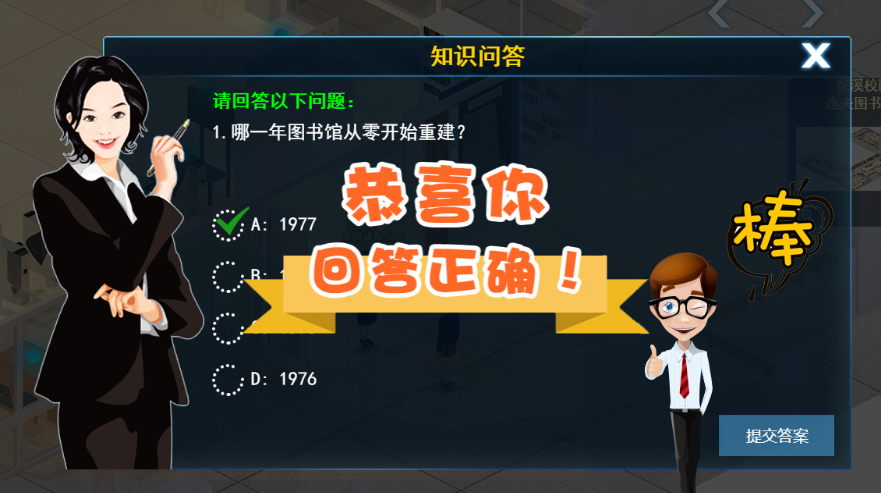 知识问答
请回答以下问题：
1.哪一年图书馆从零开始重建？
A: 1977
恭喜你
回答正确！
D: 1976
棒
提交答案